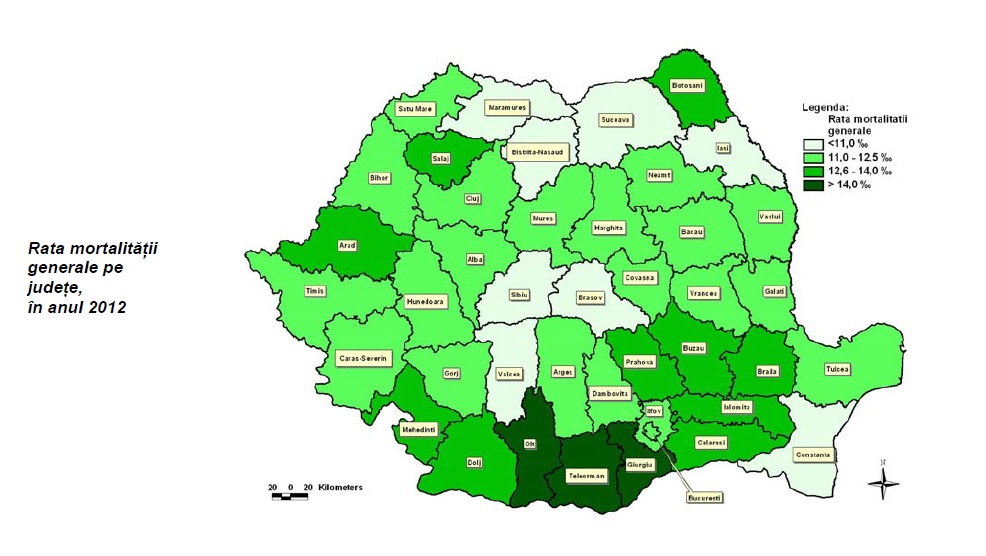 Rata mortalității
generale pe
județe,
în anul 2012
Legenda:
Rata mortalitatii
generale
<11,0 ‰
11,0 - 12,5 ‰
12,6 - 14,0 ‰
> 14,0 ‰
Botosani
Satu Mare
Maramures
Suceava
Iasi
Bistrita-Nasaud
Salaj
Neamt
Bihor
Cluj
Mures
Harghita
Bacau
Vaslui
Arad
Alba
Covasna
Timis
Hunedoara
Sibiu
Brasov
Vrancea
Galati
Caras-Severin
Gorj
Valcea
Arges
Prahova
Buzau
Braila
Tulcea
Dambovita
Ilfov
Ialomita
Mehedinti
Olt
Calarasi
Constanta
Dolj
Teleorman
Giurgiu
Bucuresti
20 0 20 Kilometers
N